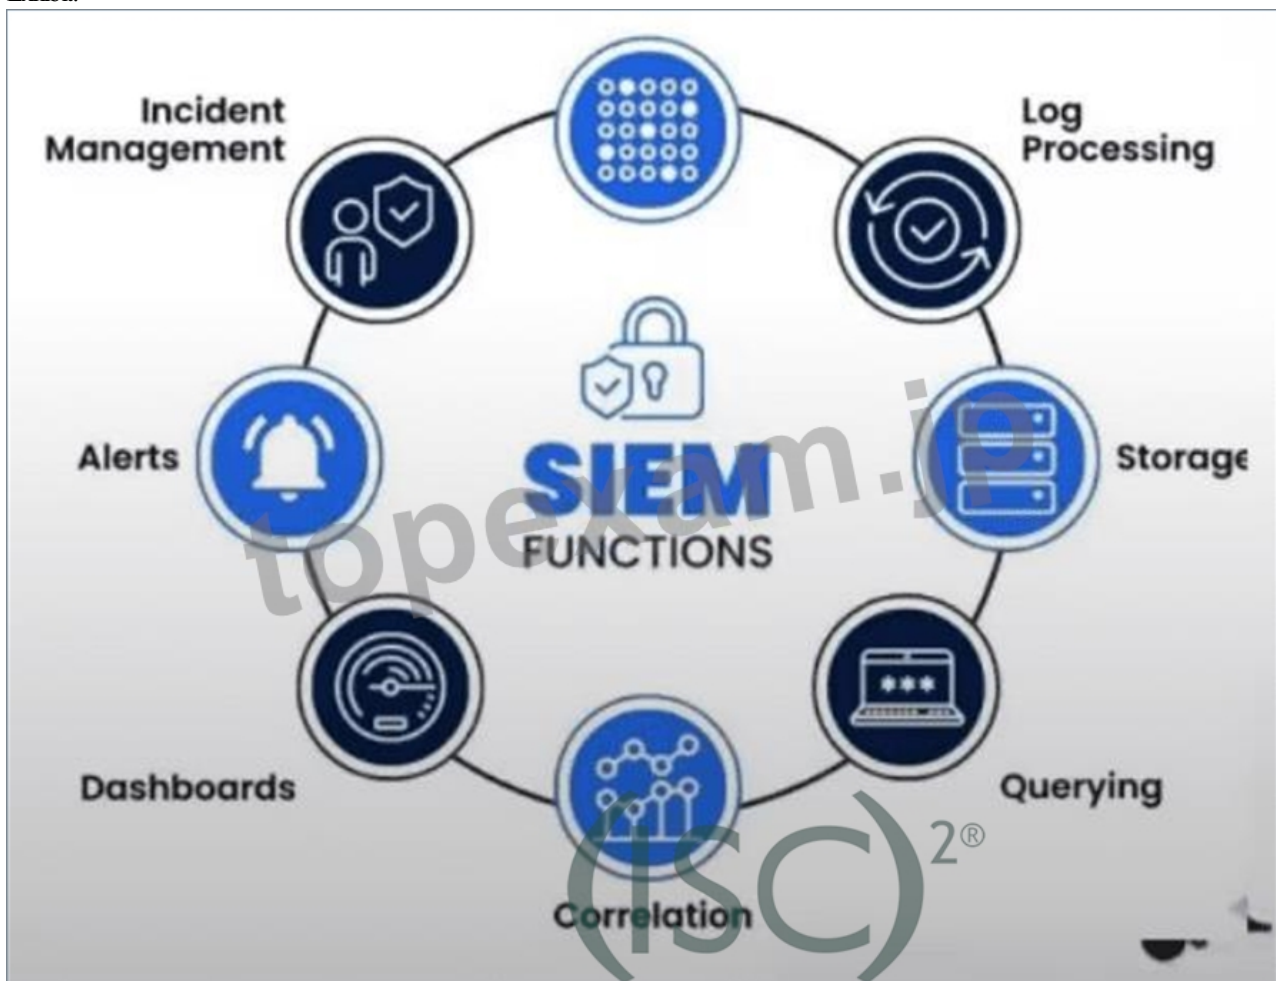 Incident
Management
Log
Processing
Alerts
SIEM
FUNCTIONS
Storage
topexam.jp
Dashboards
***
Querying
Correlation
(ISC)2®